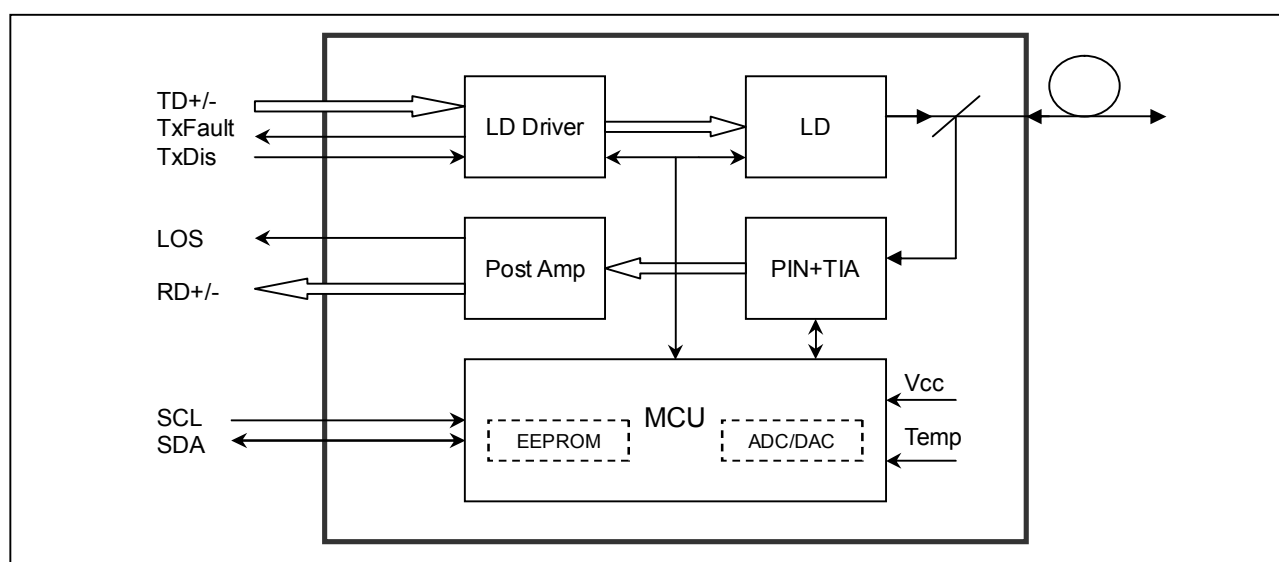 TD+/-
TxFault
TxDis
LD Driver
LD
LOS
RD+/-
Post Amp
PIN+TIA
SCL
SDA
MCU
EEPROM
ADC/DAC
Vcc
Temp